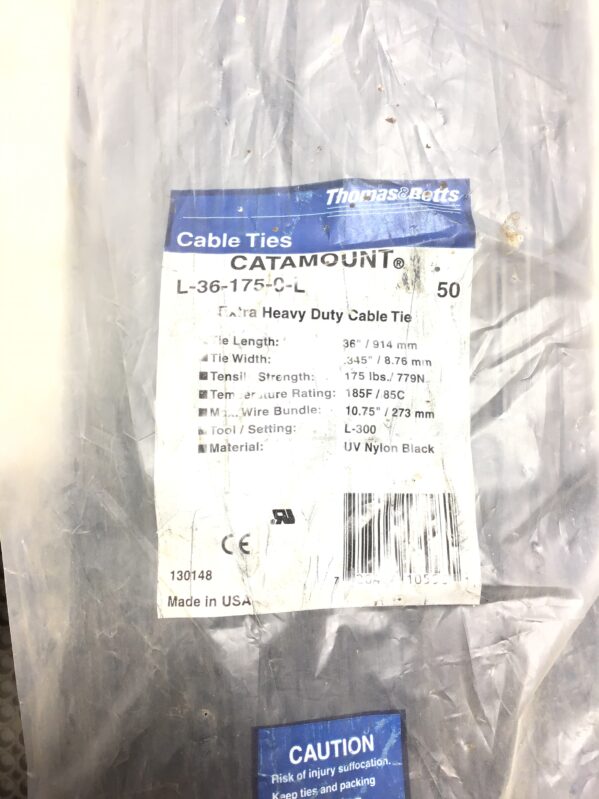 Thomas&Betts
Cable Ties
CATAMOUNT®
L-36-175-0-L 50
Extra Heavy Duty Cable Tie
Tie Length: 36" / 914 mm
Tie Width: .345" / 8.76 mm
Tensile Strength: 175 lbs./ 779N
Temperature Rating: 185F / 85C
Max. Wire Bundle: 10.75" / 273 mm
Tool / Setting: L-300
Material: UV Nylon Black
CE
130148
Made in USA
CAUTION
Risk of injury suffocation.
Keep ties and packing